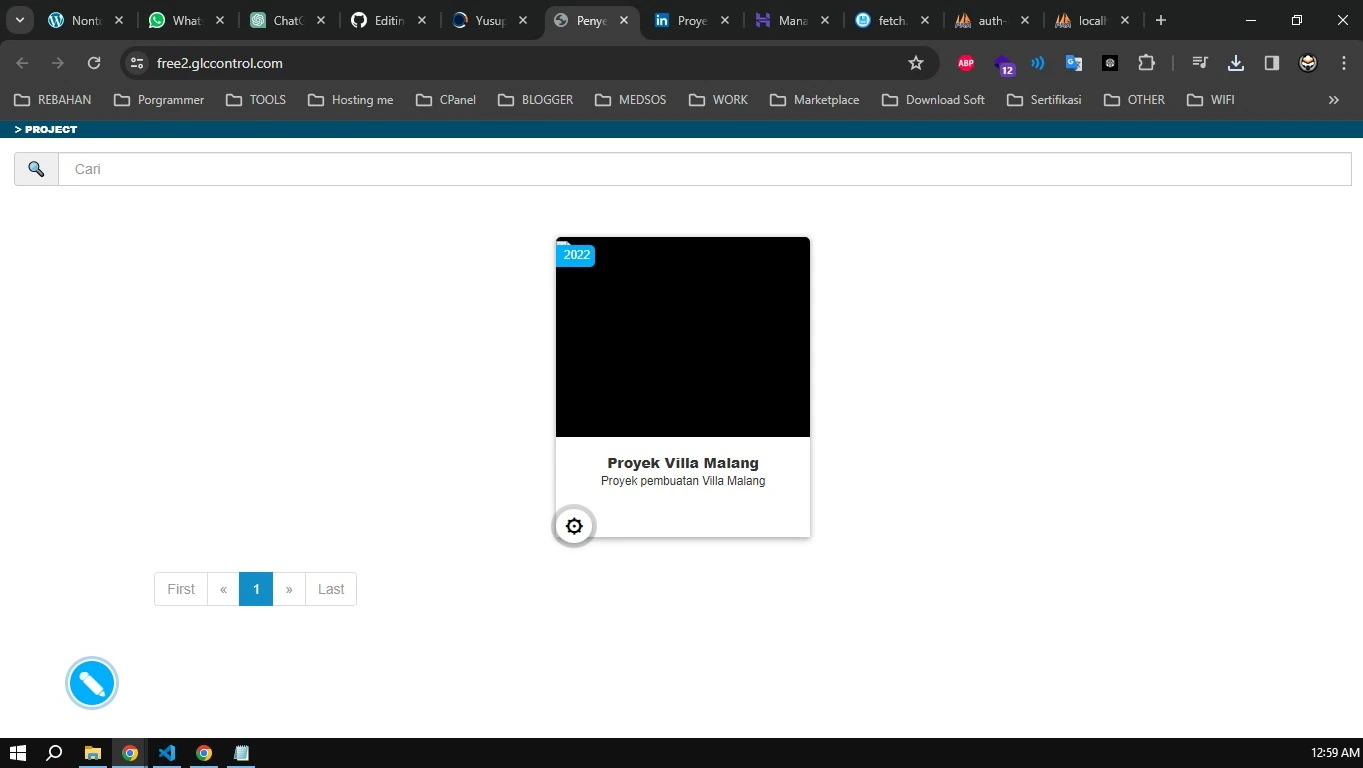 Nont
Whats
ChatG
Editin
Yusup
Penye
Proye
Mana
fetch.
auth-
localh
free2.glccontrol.com
ABP
12
REBAHAN
Porgrammer
TOOLS
Hosting me
CPanel
BLOGGER
MEDSOS
WORK
Marketplace
Download Soft
Sertifikasi
OTHER
WIFI
»
> PROJECT
Cari
2022
Proyek Villa Malang
Proyek pembuatan Villa Malang
First « 1 » Last
12:59 AM